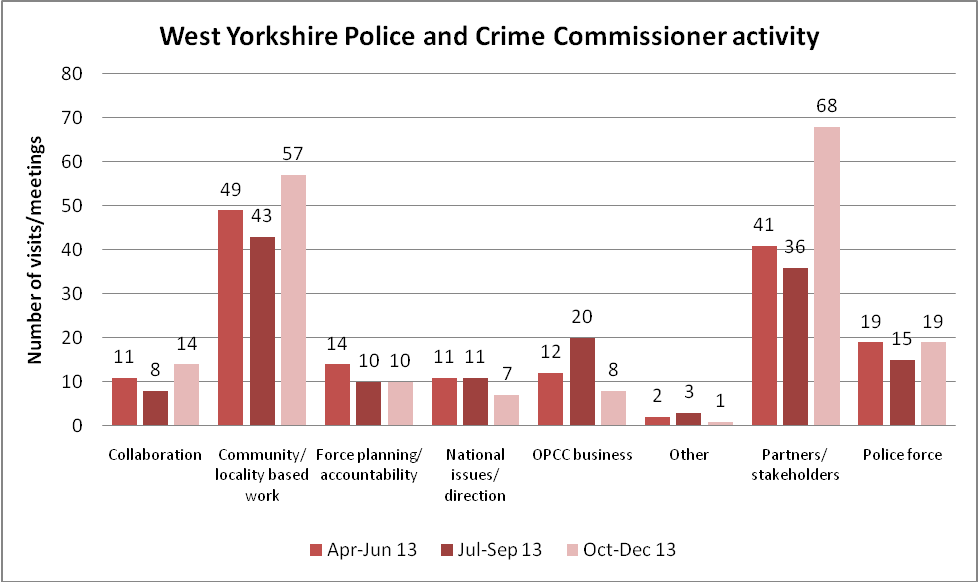 West Yorkshire Police and Crime Commissioner activity
Number of visits/meetings
80
70
60
50
40
30
20
10
0
11
8
14
49
43
57
14
10
10
11
11
7
12
20
8
2
3
1
41
36
68
19
15
19
Collaboration
Community/
locality based
work
Force planning/
accountability
National
issues/
direction
OPCC business
Other
Partners/
stakeholders
Police force
Apr-Jun 13
Jul-Sep 13
Oct-Dec 13